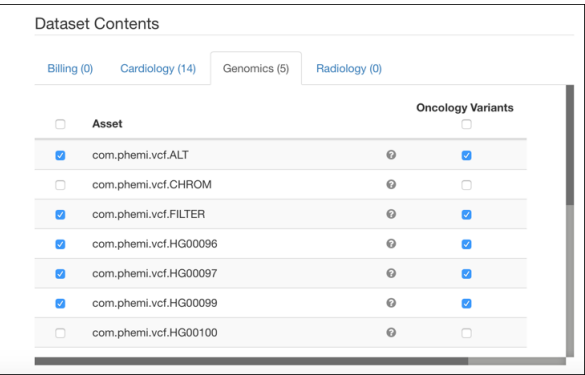 Dataset Contents
Billing (0) Cardiology (14) Genomics (5) Radiology (0)
Asset Oncology Variants
com.phemi.vcf.ALT
com.phemi.vcf.CHROM
com.phemi.vcf.FILTER
com.phemi.vcf.HG00096
com.phemi.vcf.HG00097
com.phemi.vcf.HG00099
com.phemi.vcf.HG00100